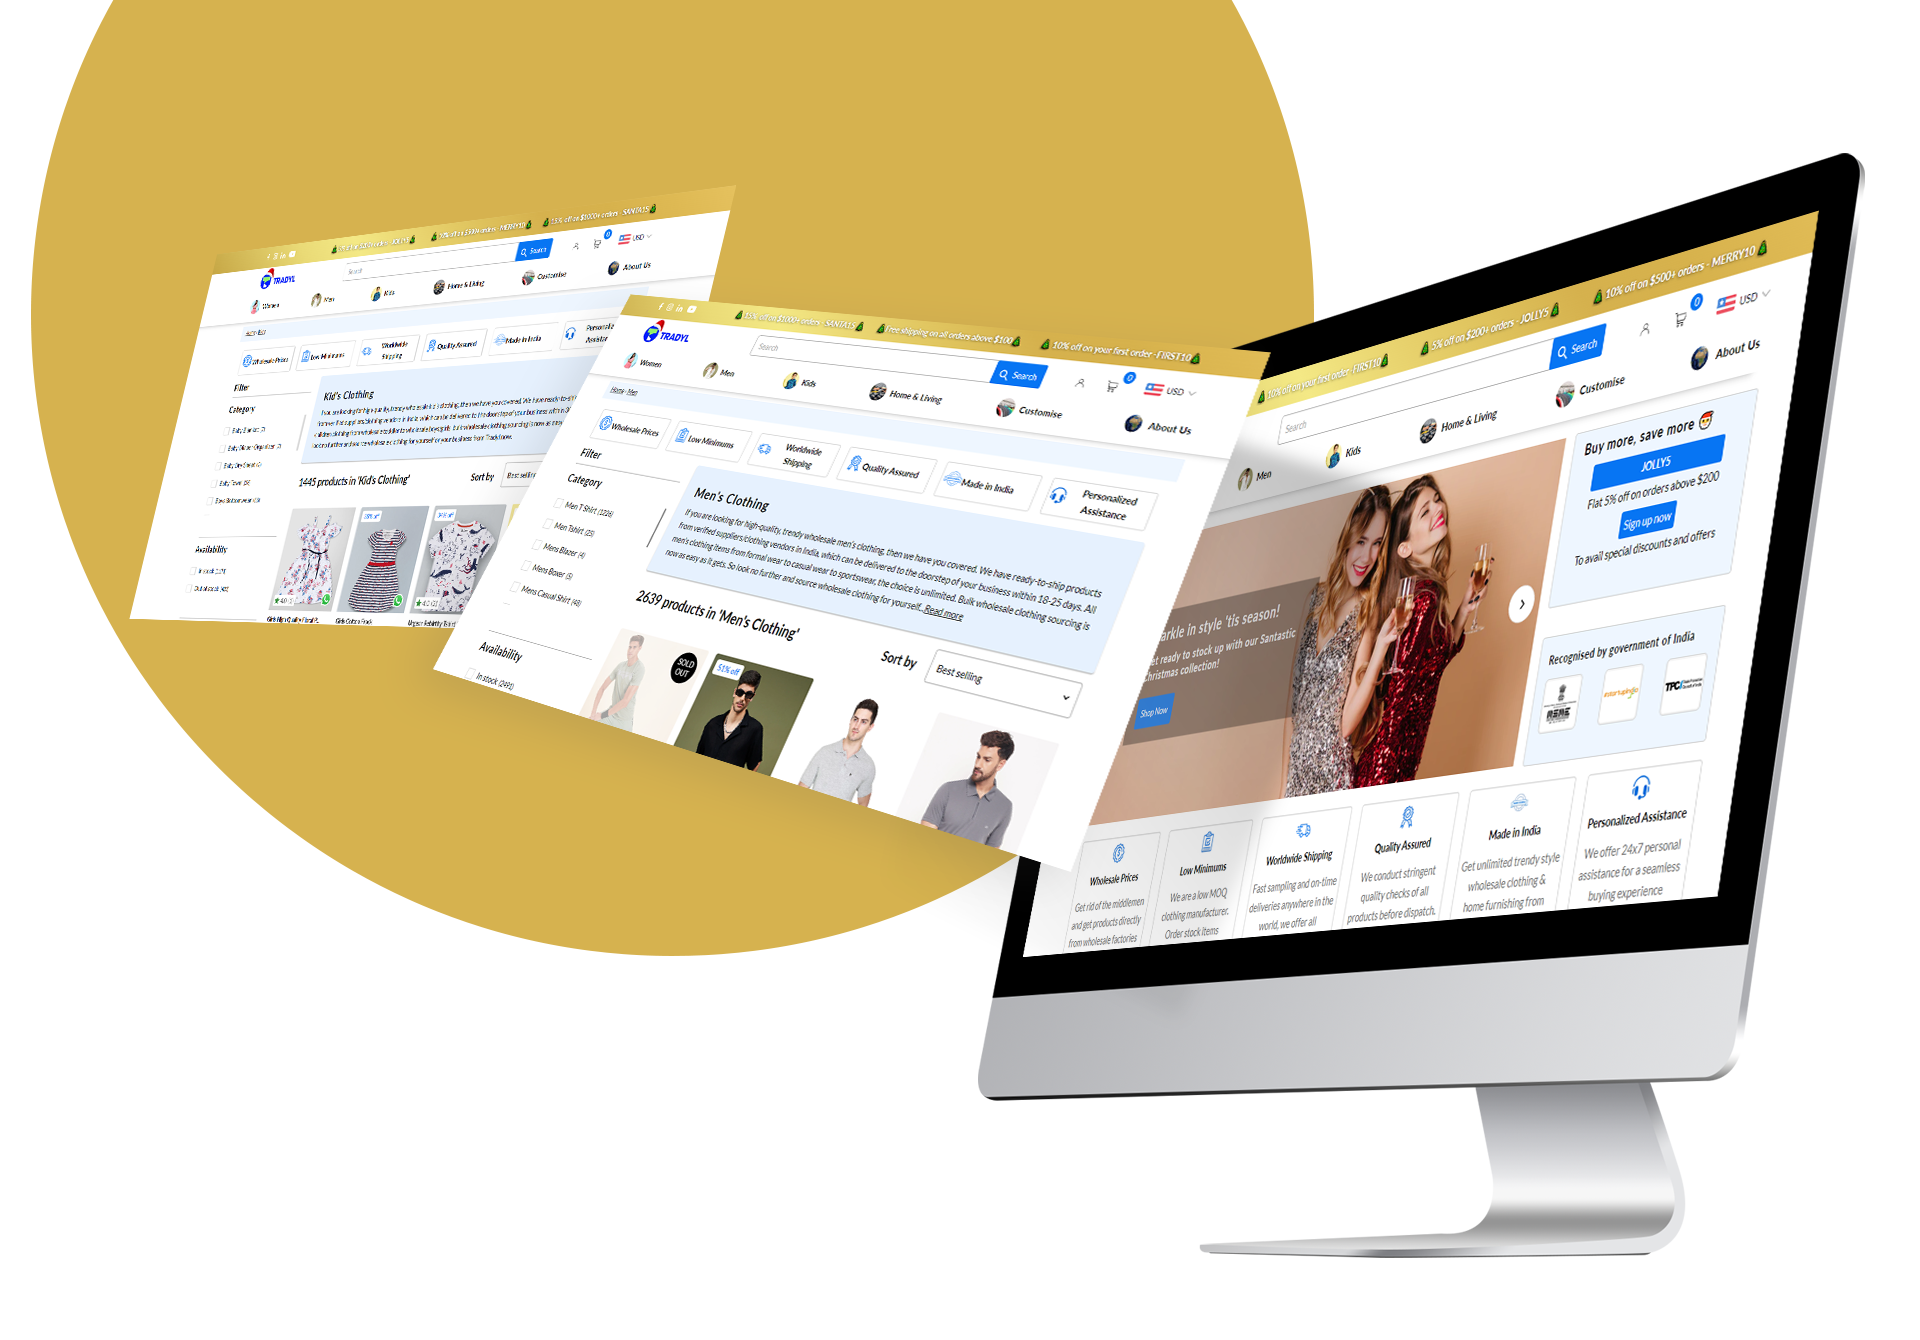 5% off on $1000+ orders - SANTA15
Search
Search
USD
0
TRADYL
Women
Men
Kids
Home & Living
Customise
About Us
Wholesale Prices
Low Minimums
Worldwide
Shipping
Quality Assured
Made in India
Filter
Category
Kid's Clothing
1445 products in 'Kid's Clothing'
Sort by
Best selling
Availability
15% off on $1000+ orders - SANTA15
Free shipping on all orders above $100
10% off on your first order - FIRST10
TRADYL
Search
Search
0
USD
Women
Men
Kids
Home & Living
Customise
About Us
Home
Wholesale Prices
Low Minimums
Worldwide
Shipping
Quality Assured
Made in India
Personalized
Assistance
Filter
Category
Men T Shirt (1226)
Men Tshirt (25)
Mens Blazer (4)
Mens Boxer (5)
Mens Casual Shirt (48)
Availability
In stock (2491)
Men's Clothing
If you are looking for high-quality, trendy wholesale men's clothing, then we have you covered. We have ready-to-ship products
from verified suppliers/clothing vendors in India, which can be delivered to the doorstep of your business within 18-25 days. All
men's clothing items from formal wear to casual wear to sportswear, the choice is unlimited. Bulk wholesale clothing sourcing is
now as easy as it gets. So look no further and source wholesale clothing for yourself.. Read more
2639 products in 'Men's Clothing'
Sort by
Best selling
SOLD
OUT
51% off
10% off on your first order - FIRST10
5% off on $200+ orders - JOLLY5
10% off on $500+ orders - MERRY10
Search
Search
0
USD
Men
Kids
Home & Living
Customise
About Us
arkle in style 'tis season!
et ready to stock up with our Santastic
hristmas collection!
Shop Now
Buy more, save more
JOLLY5
Flat 5% off on orders above $200
Sign up now
To avail special discounts and offers
Recognised by government of India
startupindia
TPCI
Wholesale Prices
Get rid of the middlemen
and get products directly
from wholesale factories
Low Minimums
We are a low MOQ
clothing manufacturer.
Order stock items
Worldwide Shipping
Fast sampling and on-time
deliveries anywhere in the
world, we offer all
Quality Assured
We conduct stringent
quality checks of all
products before dispatch.
Made in India
Get unlimited trendy style
wholesale clothing &
home furnishing from
Personalized Assistance
We offer 24x7 personal
assistance for a seamless
buying experience